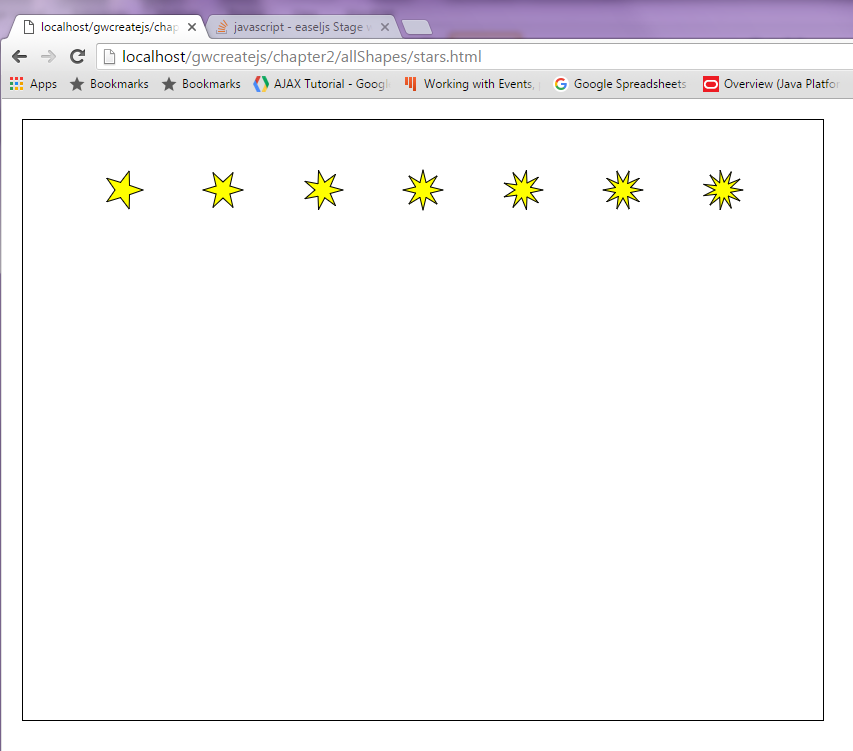 localhost/gwcreatejs/chap javascript - easeljs Stage
localhost/gwcreatejs/chapter2/allShapes/stars.html
Apps Bookmarks Bookmarks AJAX Tutorial - Googl Working with Events, Google Spreadsheets Overview (Java Platfor